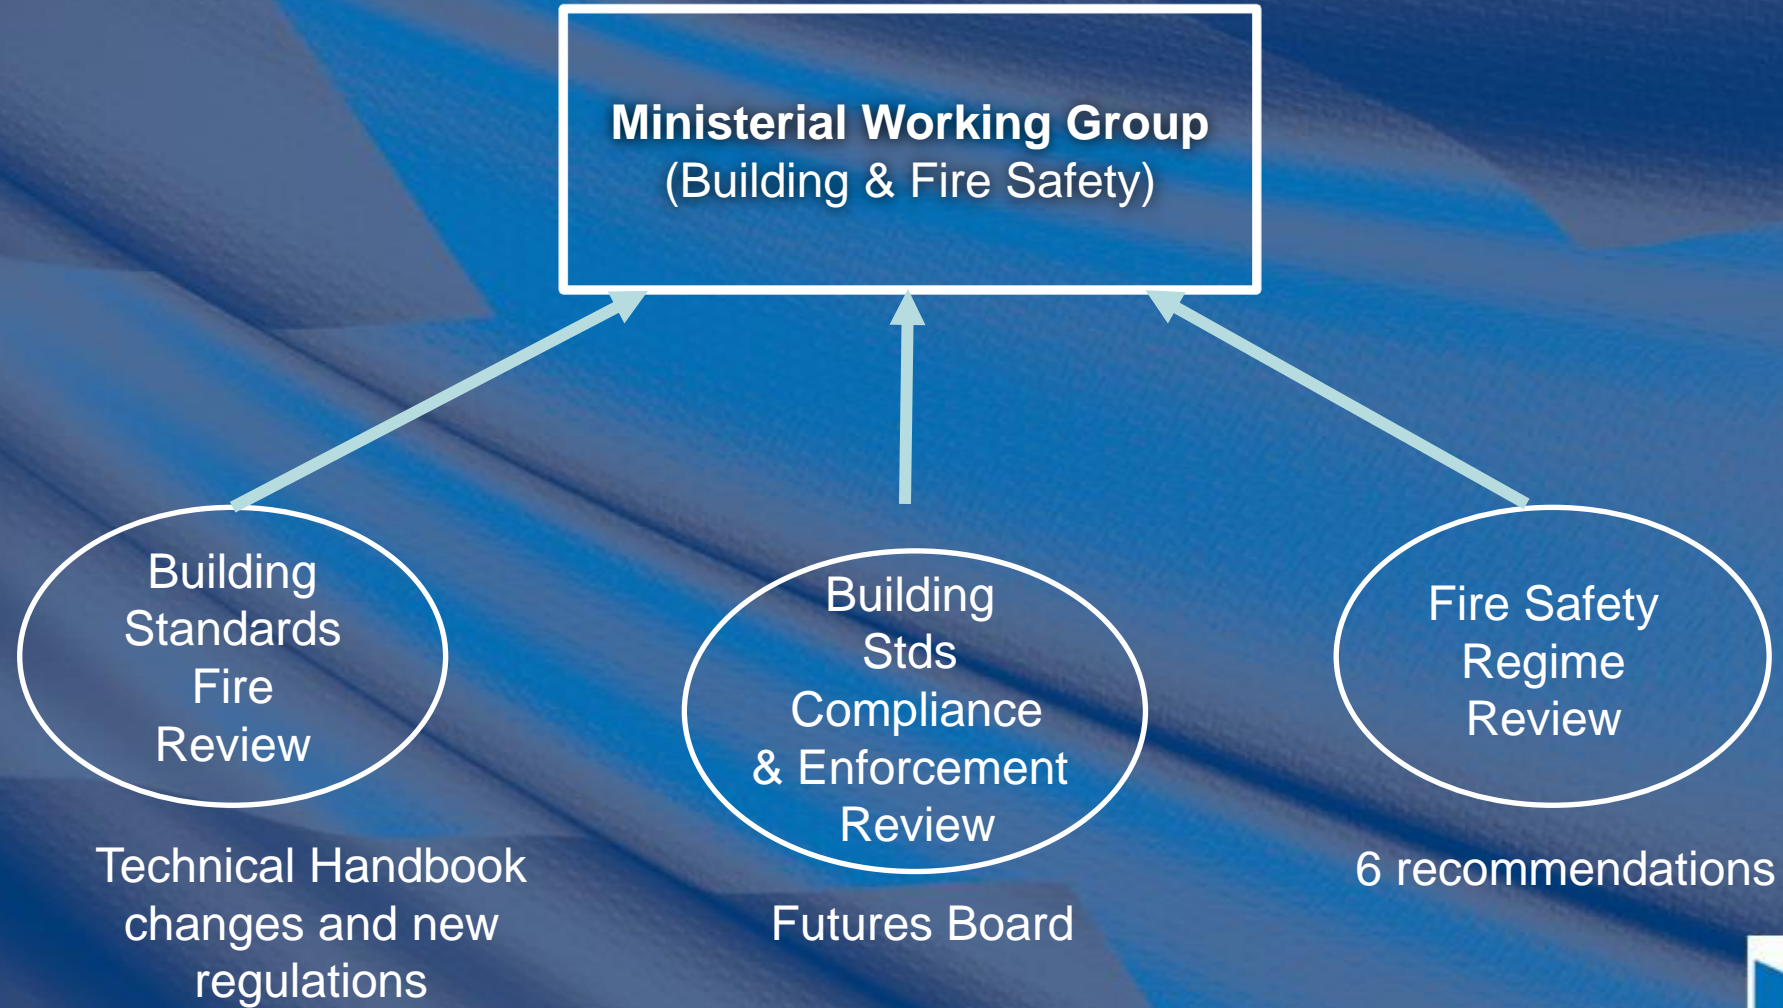 Ministerial Working Group
(Building & Fire Safety)
Building
Standards
Fire
Review
Building
Stds
Compliance
& Enforcement
Review
Fire Safety
Regime
Review
Technical Handbook
changes and new
regulations
Futures Board
6 recommendations